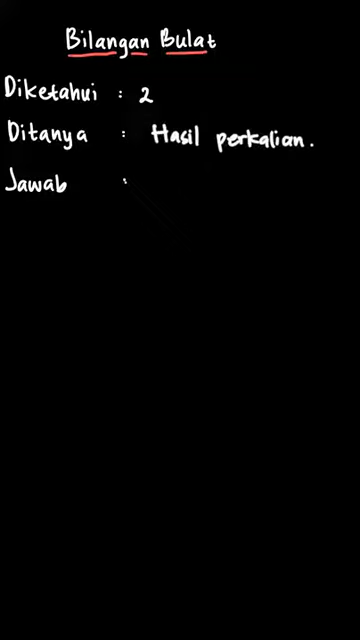 Bilangan Bulat
Diketahui : 2
Ditanya : Hasil perkalian.
Jawab :